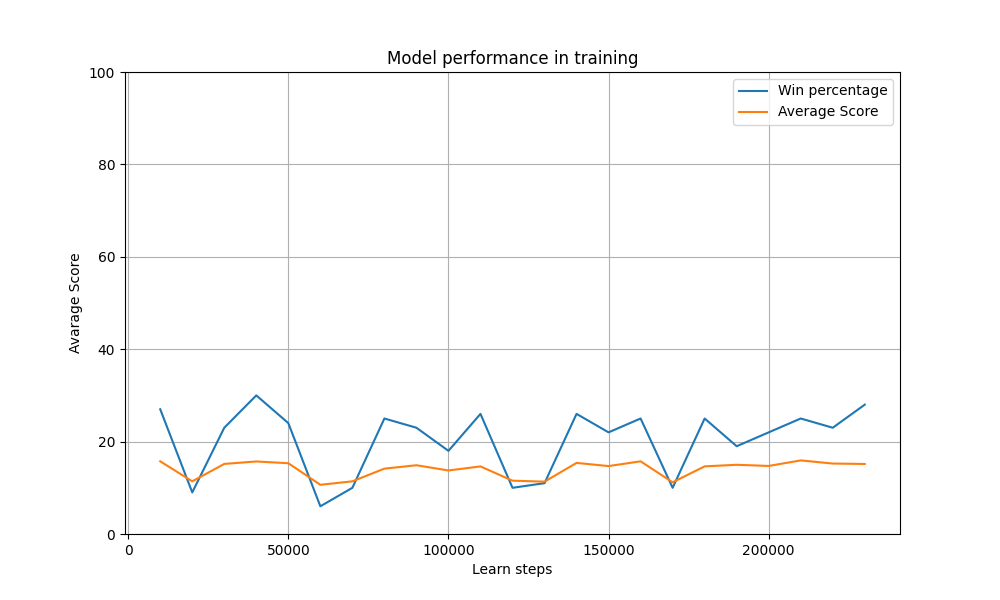 Model performance in training
100
80
60
40
20
0
Avarage Score
Win percentage
Average Score
0 50000 100000 150000 200000
Learn steps